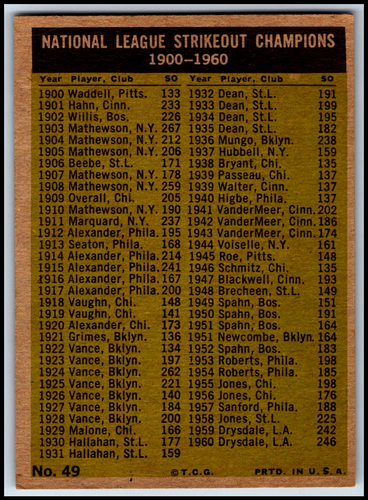 NATIONAL LEAGUE STRIKEOUT CHAMPIONS
1900-1960
Year Player, Club SO
1900 Waddell, Pitts. 133
1901 Hahn, Cinn. 233
1902 Willis, Bos. 226
1903 Mathewson, N.Y. 267
1904 Mathewson, N.Y. 212
1905 Mathewson, N.Y. 206
1906 Beebe, St.L. 171
1907 Mathewson, N.Y. 178
1908 Mathewson, N.Y. 259
1909 Overall, Chi. 205
1910 Mathewson, N.Y. 190
1911 Marquard, N.Y. 237
1912 Alexander, Phila. 195
1913 Seaton, Phila. 168
1914 Alexander, Phila. 214
1915 Alexander, Phila. 241
1916 Alexander, Phila. 167
1917 Alexander, Phila. 200
1918 Vaughn, Chi. 148
1919 Vaughn, Chi. 141
1920 Alexander, Chi. 173
1921 Grimes, Bklyn. 136
1922 Vance, Bklyn. 134
1923 Vance, Bklyn. 197
1924 Vance, Bklyn. 262
1925 Vance, Bklyn. 221
1926 Vance, Bklyn. 140
1927 Vance, Bklyn. 184
1928 Vance, Bklyn. 200
1929 Malone, Chi. 166
1930 Hallahan, St.L. 177
1931 Hallahan, St.L. 159
Year Player, Club SO
1932 Dean, St.L. 191
1933 Dean, St.L. 199
1934 Dean, St.L. 195
1935 Dean, St.L. 182
1936 Mungo, Bklyn. 238
1937 Hubbell, N.Y. 159
1938 Bryant, Chi. 135
1939 Passeau, Chi. 137
1939 Walter, Cinn. 137
1940 Higbe, Phila. 137
1941 VanderMeer, Cinn. 202
1942 VanderMeer, Cinn. 186
1943 VanderMeer, Cinn. 174
1944 Voiselle, N.Y. 161
1945 Roe, Pitts. 148
1946 Schmitz, Chi. 135
1947 Blackwell, Cinn. 193
1948 Brecheen, St.L. 149
1949 Spahn, Bos. 151
1950 Spahn, Bos. 191
1951 Spahn, Bos. 164
1951 Newcombe, Bklyn. 164
1952 Spahn, Bos. 183
1953 Roberts, Phila. 198
1954 Roberts, Phila. 185
1955 Jones, Chi. 198
1956 Jones, Chi. 176
1957 Sanford, Phila. 188
1958 Jones, St.L. 225
1959 Drysdale, L.A. 242
1960 Drysdale, L.A. 246
No. 49
© T.C.G. PRTD. IN U.S.A.